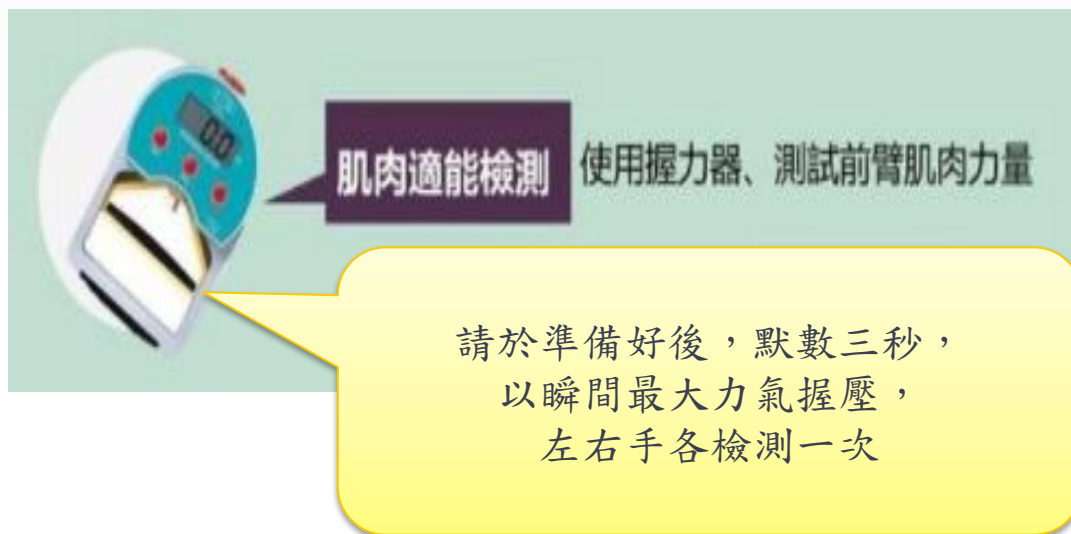 0.0
肌肉適能檢測
使用握力器、測試前臂肌肉力量
請於準備好後，默數三秒，
以瞬間最大力氣握壓，
左右手各檢測一次